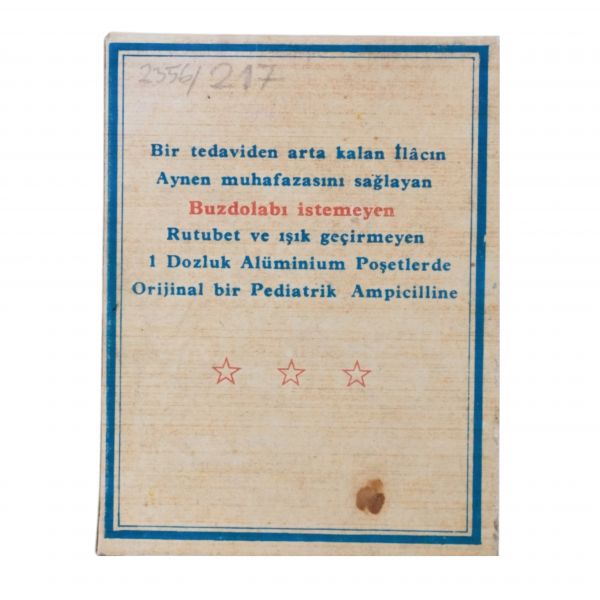 2556/217
Bir tedaviden arta kalan İlâcın
Aynen muhafazasını sağlayan
Buzdolabı istemeyen
Rutubet ve ışık geçirmeyen
1 Dozluk Alüminium Poşetlerde
Orijinal bir Pediatrik Ampicilline